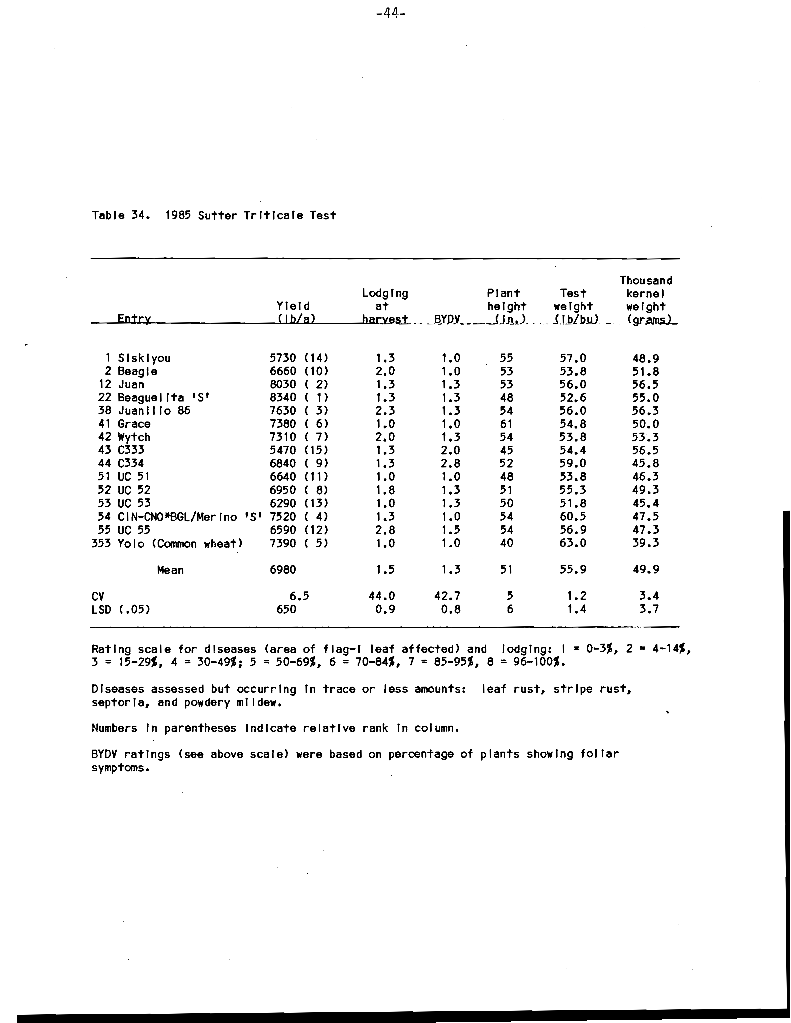 -44-
Table 34. 1985 Sutter Triticale Test
Thousand
Lodging Plant Test kernel
Yield at height weight weight
Entry (lb/a) harvest BYDV (in.) (lb/bu) (grams)
1 Siskiyou 5730 (14) 1.3 1.0 55 57.0 48.9
2 Beagle 6660 (10) 2.0 1.0 53 53.8 51.8
12 Juan 8030 ( 2) 1.3 1.3 53 56.0 56.5
22 Beaguelita 'S' 8340 ( 1) 1.3 1.3 48 52.6 55.0
38 Juanillo 86 7630 ( 3) 2.3 1.3 54 56.0 56.3
41 Grace 7380 ( 6) 1.0 1.0 61 54.8 50.0
42 Wytch 7310 ( 7) 2.0 1.3 54 53.8 53.3
43 C333 5470 (15) 1.3 2.0 45 54.4 56.5
44 C334 6840 ( 9) 1.3 2.8 52 59.0 45.8
51 UC 51 6640 (11) 1.0 1.0 48 53.8 46.3
52 UC 52 6950 ( 8) 1.8 1.3 51 55.3 49.3
53 UC 53 6290 (13) 1.0 1.3 50 51.8 45.4
54 CIN-CNO*BGL/Merino 'S' 7520 ( 4) 1.3 1.0 54 60.5 47.5
55 UC 55 6590 (12) 2.8 1.5 54 56.9 47.3
353 Yolo (Common wheat) 7390 ( 5) 1.0 1.0 40 63.0 39.3
Mean 6980 1.5 1.3 51 55.9 49.9
CV 6.5 44.0 42.7 5 1.2 3.4
LSD (.05) 650 0.9 0.8 6 1.4 3.7
Rating scale for diseases (area of flag-l leaf affected) and lodging: l = 0-3%, 2 = 4-14%,
3 = 15-29%, 4 = 30-49%; 5 = 50-69%, 6 = 70-84%, 7 = 85-95%, 8 = 96-100%.
Diseases assessed but occurring in trace or less amounts: leaf rust, stripe rust,
septoria, and powdery mildew.
Numbers in parentheses indicate relative rank in column.
BYDV ratings (see above scale) were based on percentage of plants showing foliar
symptoms.